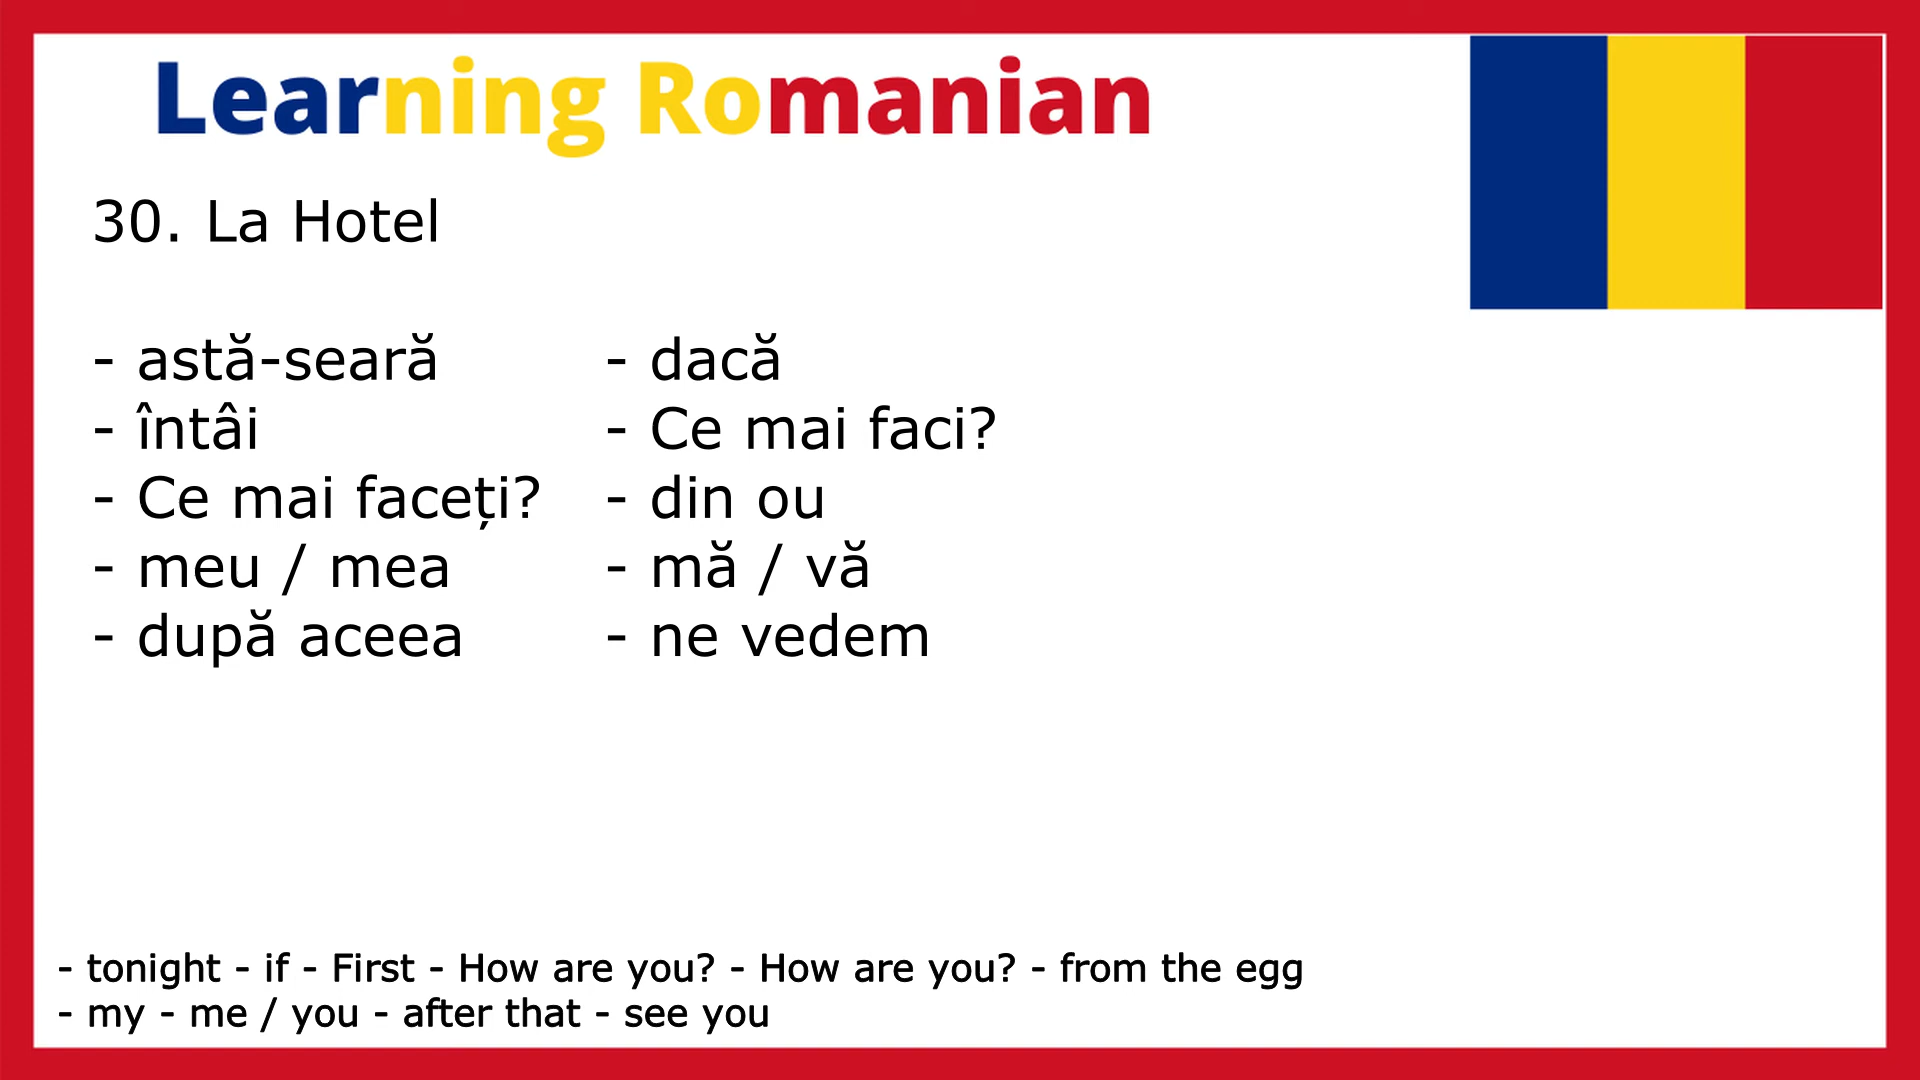 Learning Romanian
30. La Hotel
- astă-seară - dacă
- întâi - Ce mai faci?
- Ce mai faceți? - din ou
- meu / mea - mă / vă
- după aceea - ne vedem
- tonight - if - First - How are you? - How are you? - from the egg
- my - me / you - after that - see you